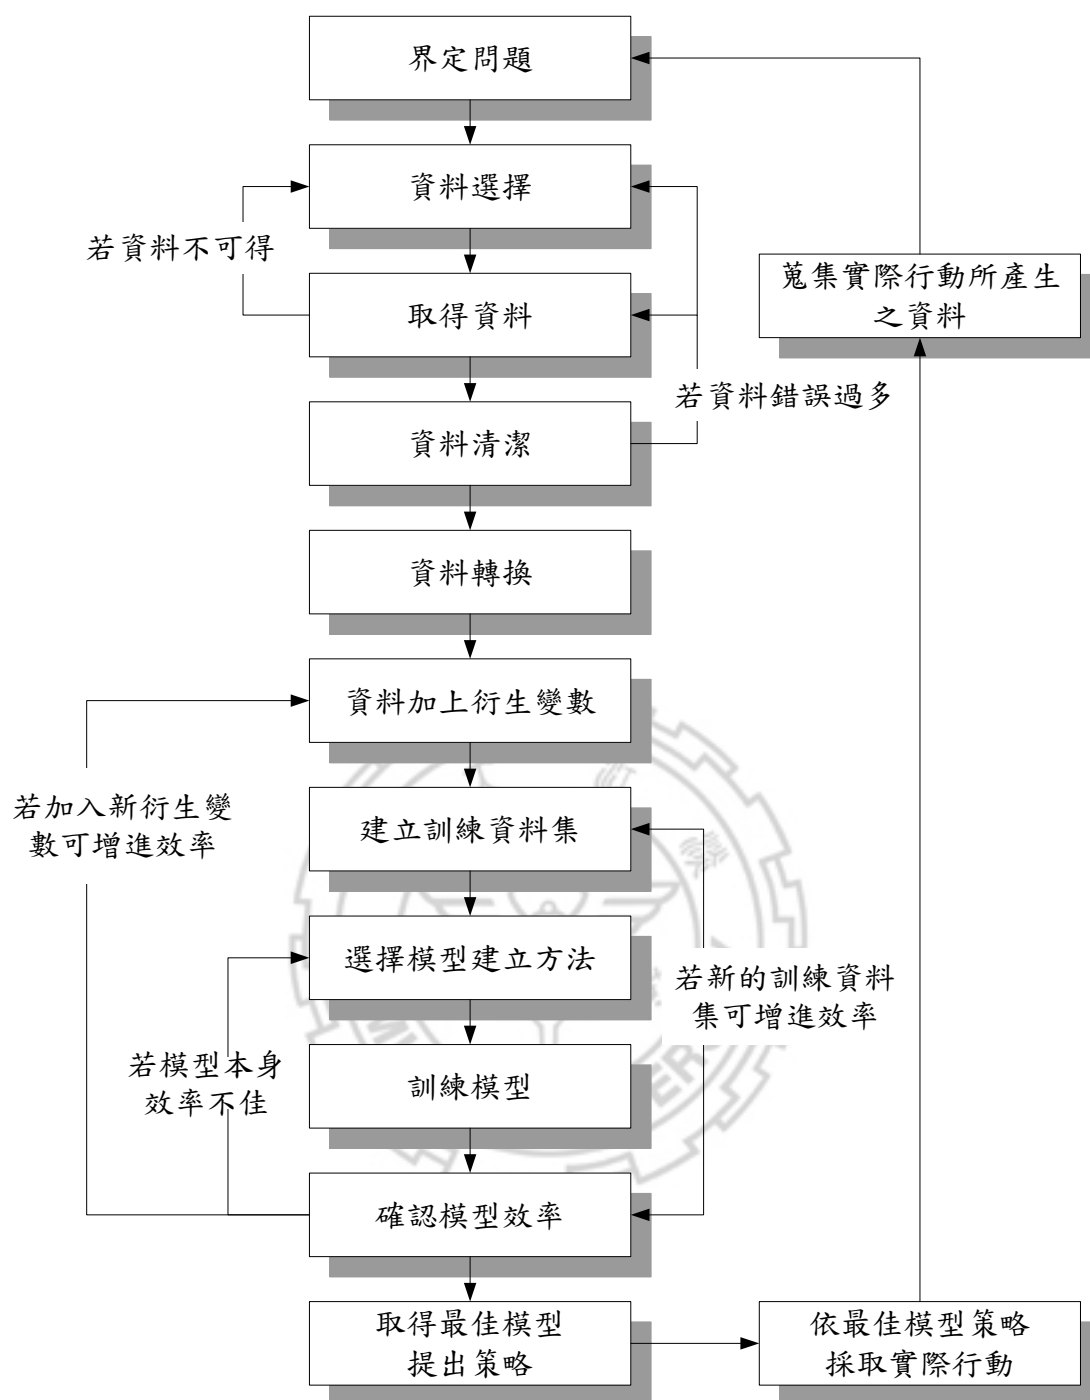 界定問題
資料選擇
若資料不可得
取得資料
蒐集實際行動所產生
之資料
若資料錯誤過多
資料清潔
資料轉換
資料加上衍生變數
若加入新衍生變
數可增進效率
建立訓練資料集
選擇模型建立方法
若新的訓練資料
集可增進效率
若模型本身
效率不佳
訓練模型
確認模型效率
取得最佳模型
提出策略
依最佳模型策略
採取實際行動